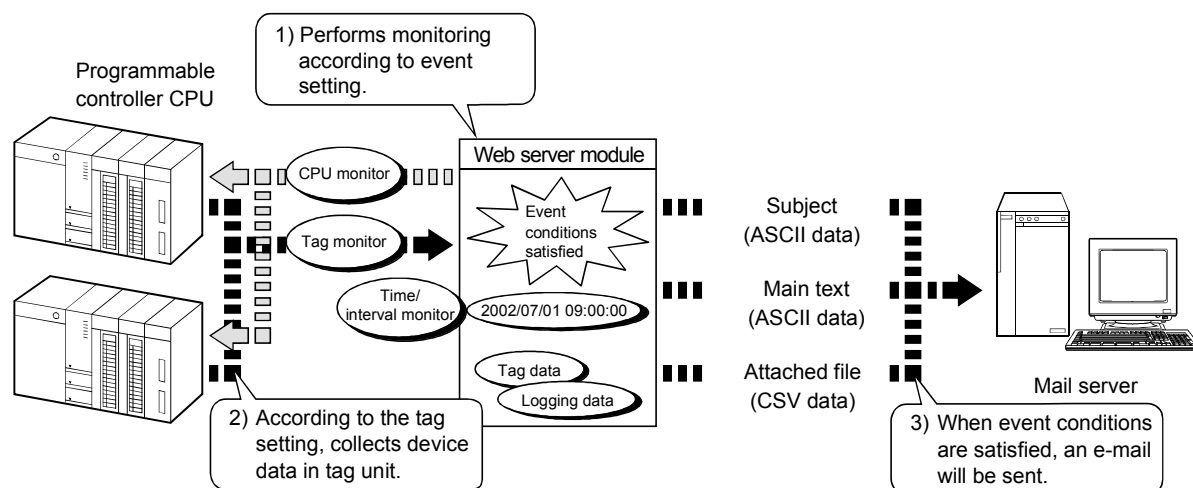 1) Performs monitoring
according to event
setting.
Programmable
controller CPU
Web server module
CPU monitor
Event
conditions
satisfied
Tag monitor
Time/
interval monitor
2002/07/01 09:00:00
Tag data
Logging data
Subject
(ASCII data)
Main text
(ASCII data)
Attached file
(CSV data)
Mail server
2) According to the tag
setting, collects device
data in tag unit.
3) When event conditions
are satisfied, an e-mail
will be sent.